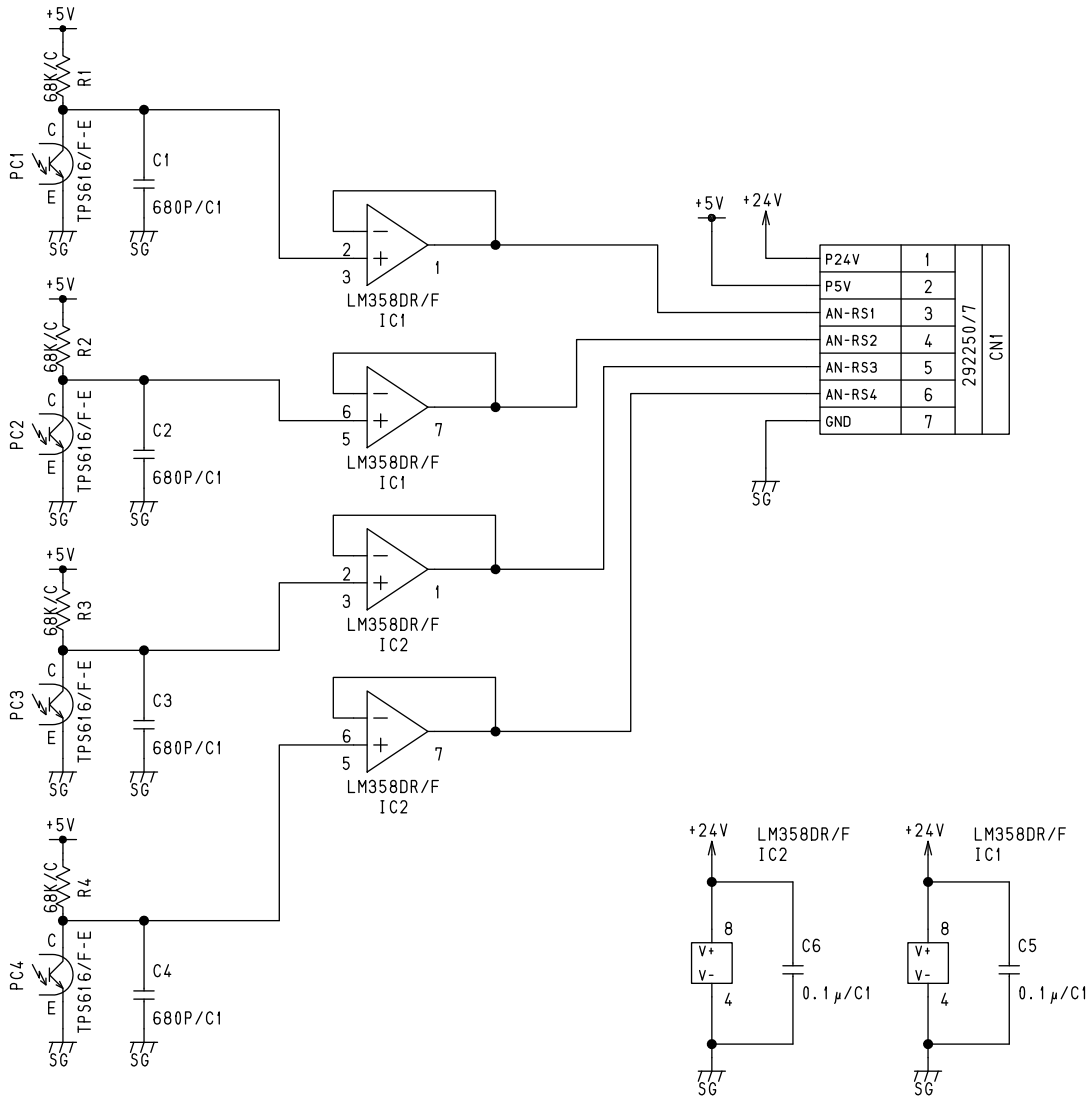 +5V
68K/C
R1
C
PC1
E
TPS616/F-E
SG
C1
680P/C1
SG
−
+
2
3
1
LM358DR/F
IC1
+5V
68K/C
R2
C
PC2
E
TPS616/F-E
SG
C2
680P/C1
SG
−
+
6
5
7
LM358DR/F
IC1
+5V
68K/C
R3
C
PC3
E
TPS616/F-E
SG
C3
680P/C1
SG
−
+
2
3
1
LM358DR/F
IC2
+5V
68K/C
R4
C
PC4
E
TPS616/F-E
SG
C4
680P/C1
SG
−
+
6
5
7
LM358DR/F
IC2
+5V
+24V
P24V 1
P5V 2
AN-RS1 3
AN-RS2 4
AN-RS3 5
AN-RS4 6
GND 7
292250/7
CN1
SG
+24V
LM358DR/F
IC2
8
V+
V-
4
C6
0.1μ/C1
SG
+24V
LM358DR/F
IC1
8
V+
V-
4
C5
0.1μ/C1
SG